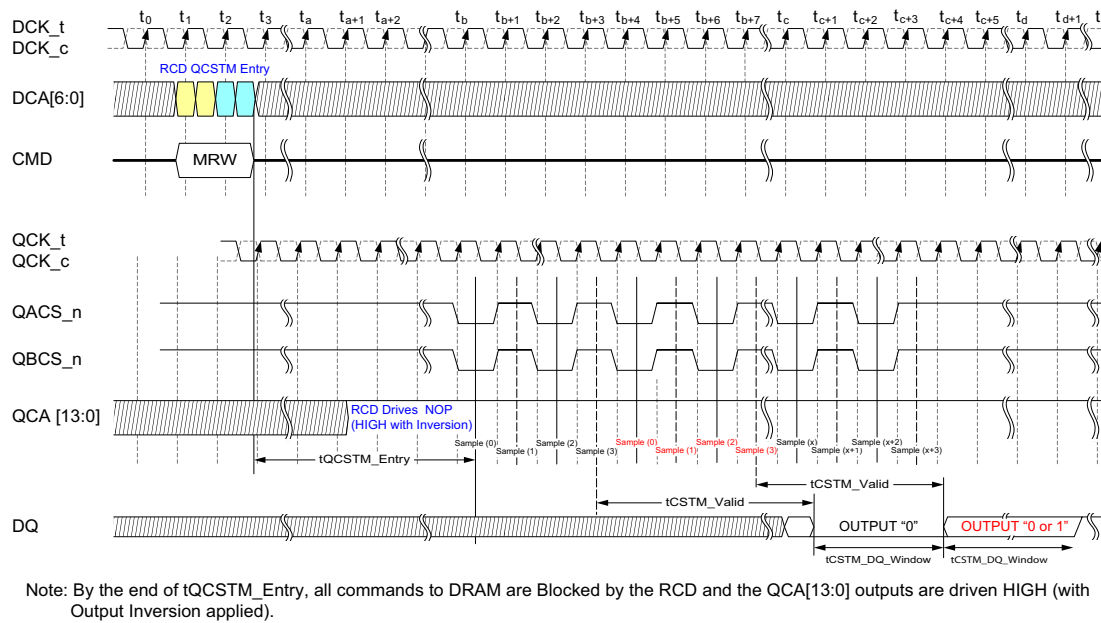 t0 t1 t2 t3 ta ta+1 ta+2 tb tb+1 tb+2 tb+3 tb+4 tb+5 tb+6 tb+7 tc tc+1 tc+2 tc+3 tc+4 tc+5 td td+1 t
DCK_t
DCK_c
RCD QCSTM Entry
DCA[6:0]
CMD
MRW
QCK_t
QCK_c
QACS_n
QBCS_n
QCA [13:0]
RCD Drives NOP
(HIGH with Inversion)
Sample (0) Sample (1) Sample (2) Sample (3) Sample (0) Sample (1) Sample (2) Sample (3) Sample (x) Sample (x+1) Sample (x+2) Sample (x+3)
tQCSTM_Entry
tCSTM_Valid
tCSTM_Valid
DQ
OUTPUT “0”
OUTPUT “0 or 1”
tCSTM_DQ_Window
tCSTM_DQ_Window
Note: By the end of tQCSTM_Entry, all commands to DRAM are Blocked by the RCD and the QCA[13:0] outputs are driven HIGH (with
Output Inversion applied).